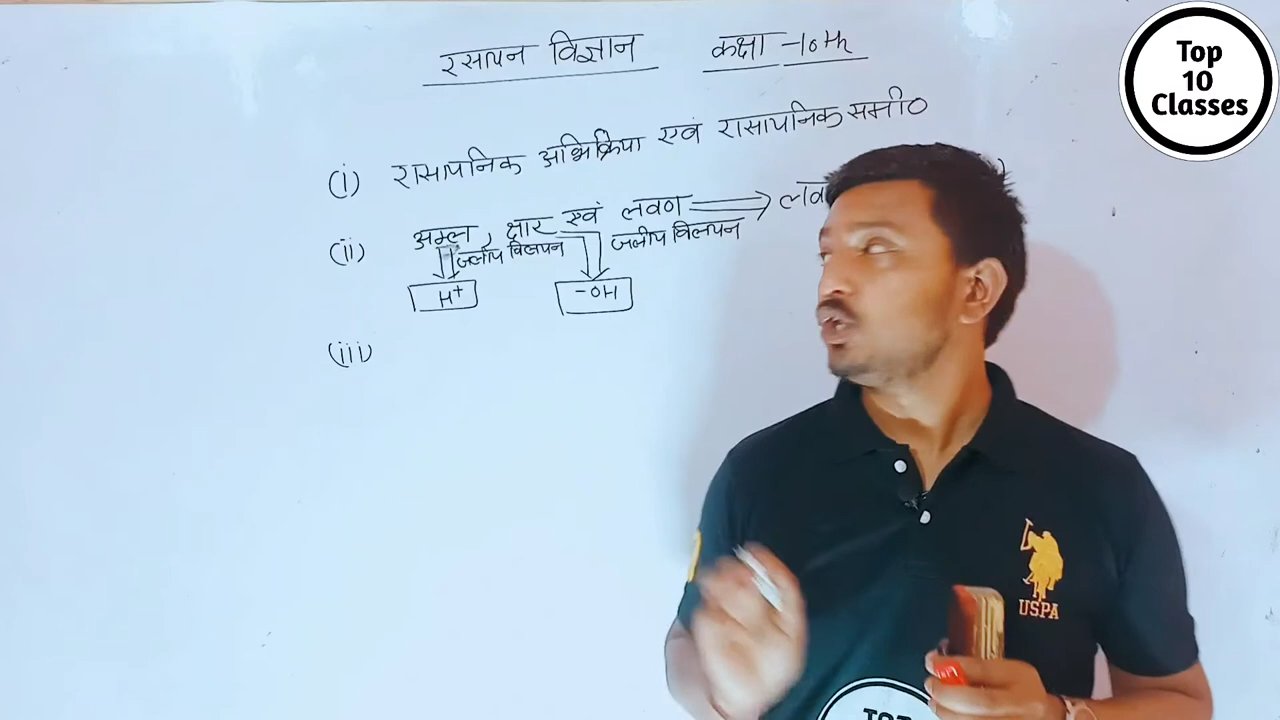 रसायन विज्ञान कक्षा -10th
Top
10
Classes
(i) रासायनिक अभिक्रिया एवं रासायनिक समी०
(ii) अम्ल, क्षार एवं लवण ⟹ लव
जलीय विलयन जलीय विलयन
H+ -OH
(iii)
USPA